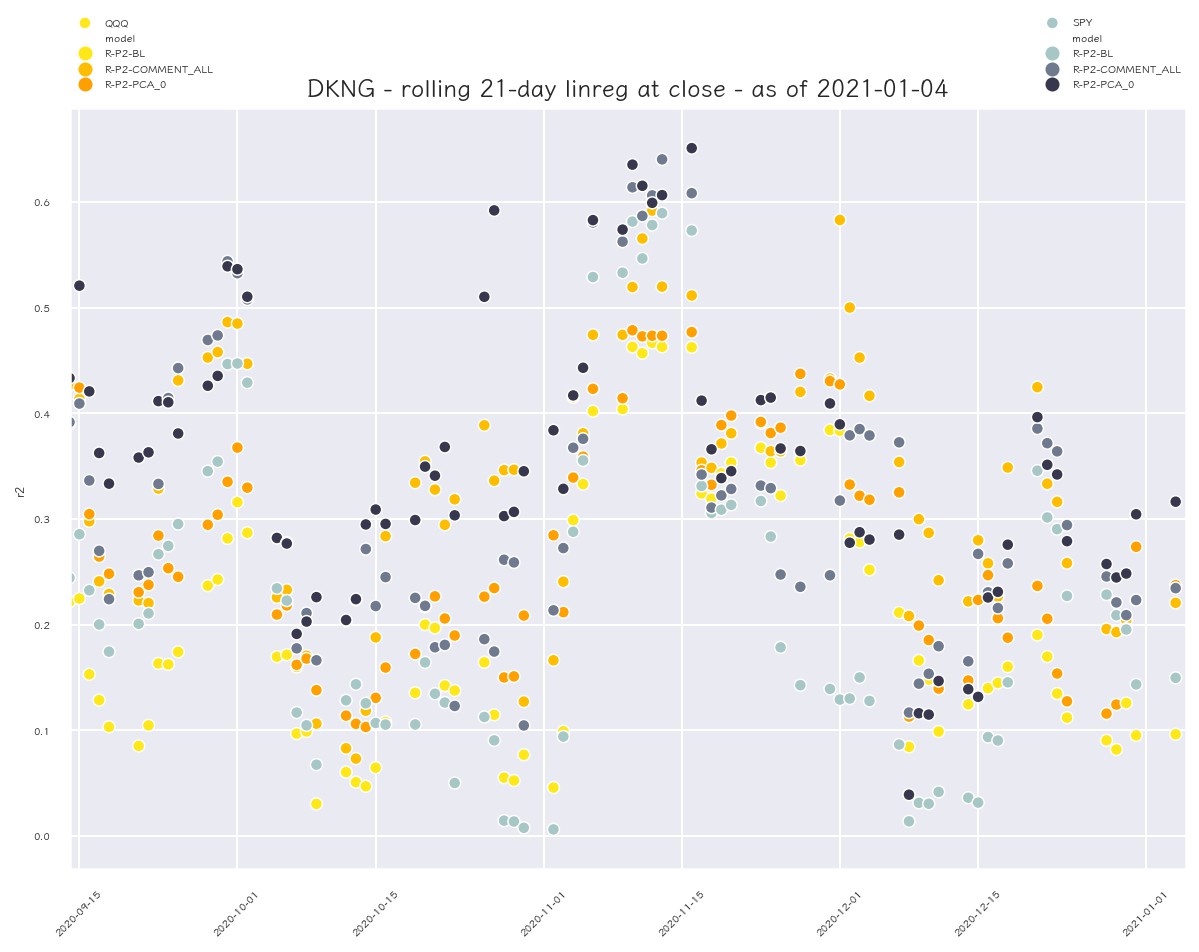 QQQ
model
R-P2-BL
R-P2-COMMENT_ALL
R-P2-PCA_0
SPY
model
R-P2-BL
R-P2-COMMENT_ALL
R-P2-PCA_0
DKNG - rolling 21-day linreg at close - as of 2021-01-04
r2
0.6
0.5
0.4
0.3
0.2
0.1
0.0
2020-09-15
2020-10-01
2020-10-15
2020-11-01
2020-11-15
2020-12-01
2020-12-15
2021-01-01